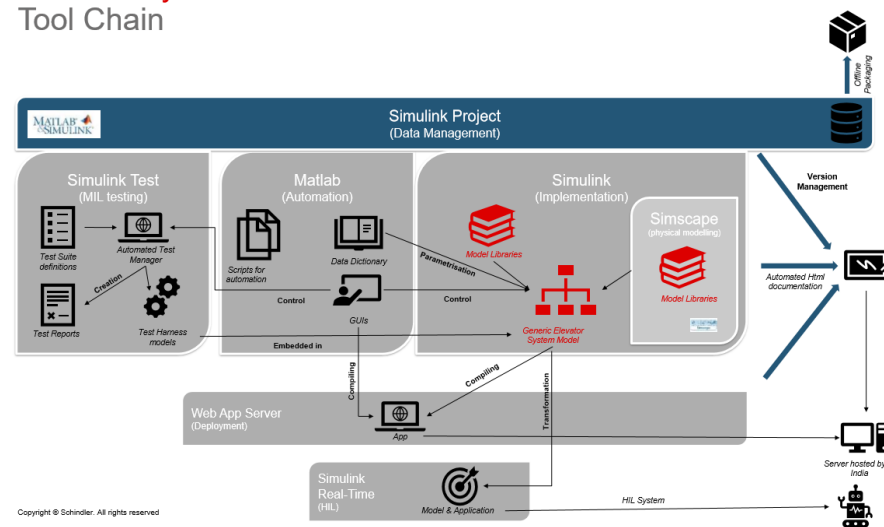 Tool Chain
Offline
Packaging
MATLAB
&SIMULINK
Simulink Project
(Data Management)
Simulink Test
(MIL testing)
Matlab
(Automation)
Simulink
(Implementation)
Simscape
(physical modelling)
Version
Management
Test Suite
definitions
Automated Test
Manager
Scripts for
automation
Data Dictionary
Parametrisation
Model Libraries
Model Libraries
Automated Html
documentation
Creation
Test Reports
Test Harness
models
Control
GUIs
Control
Generic Elevator
System Model
Embedded in
Compiling
Compiling
Transformation
Web App Server
(Deployment)
App
Server hosted by
India
Simulink
Real-Time
(HIL)
Model & Application
HIL System
Copyright © Schindler. All rights reserved